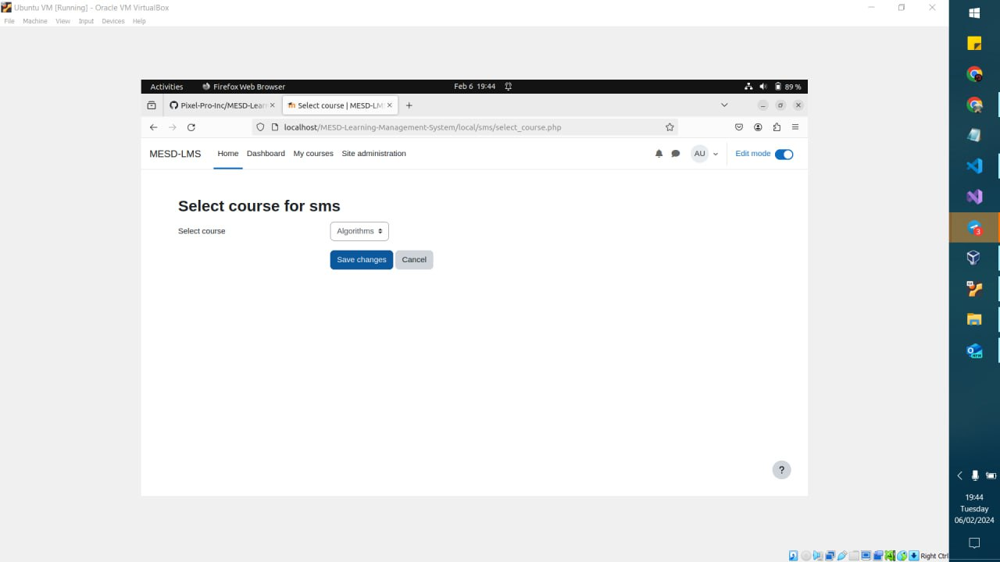 Ubuntu VM [Running] - Oracle VM VirtualBox
File Machine View Input Devices Help
Activities Firefox Web Browser Feb 6 19:44 89 %
Pixel-Pro-Inc/MESD-Lear Select course | MESD-LM
localhost/MESD-Learning-Management-System/local/sms/select_course.php
MESD-LMS Home Dashboard My courses Site administration AU Edit mode
Select course for sms
Select course Algorithms
Save changes Cancel
?
3
19:44
Tuesday
06/02/2024
Right Ctrl